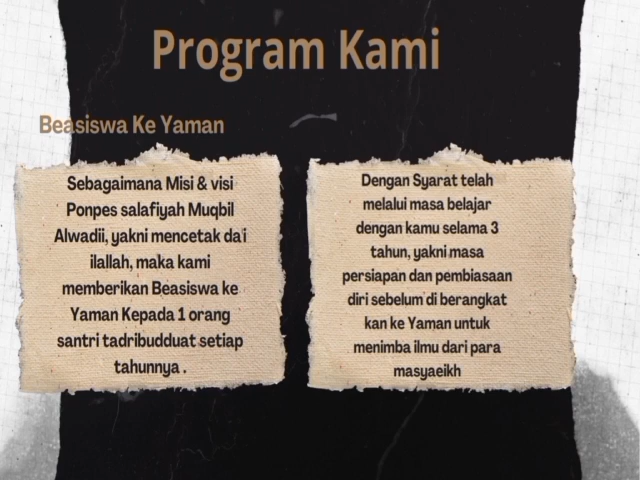 Program Kami
Beasiswa Ke Yaman
Sebagaimana Misi & visi
Ponpes salafiyah Muqbil
Alwadii, yakni mencetak da'i
ilallah, maka kami
memberikan Beasiswa ke
Yaman Kepada 1 orang
santri tadribudduat setiap
tahunnya .
Dengan Syarat telah
melalui masa belajar
dengan kamu selama 3
tahun, yakni masa
persiapan dan pembiasaan
diri sebelum di berangkat
kan ke Yaman untuk
menimba ilmu dari para
masyaeikh